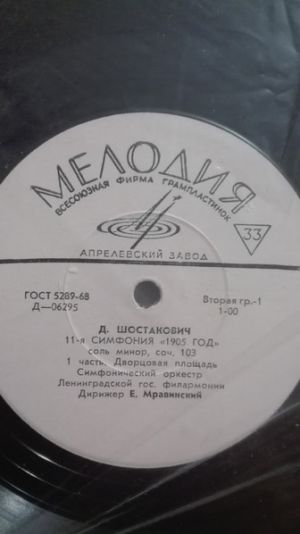 МЕЛОДИЯ
ВСЕСОЮЗНАЯ ФИРМА ГРАМПЛАСТИНОК
33
АПРЕЛЕВСКИЙ ЗАВОД
ГОСТ 5289-68
Д—06295
Вторая гр.-1
1-00
Д. ШОСТАКОВИЧ
11-я СИМФОНИЯ «1905 ГОД»
соль минор, соч. 103
1 часть. Дворцовая площадь
Симфонический оркестр
Ленинградской гос. филармонии
Дирижер Е. Мравинский